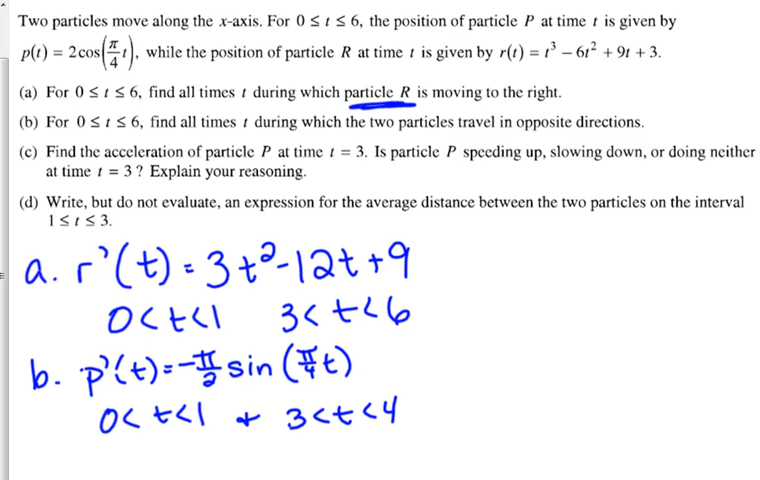 Two particles move along the x-axis. For 0 ≤ t ≤ 6, the position of particle P at time t is given by
p(t) = 2cos(π/4 t), while the position of particle R at time t is given by r(t) = t³ − 6t² + 9t + 3.
(a) For 0 ≤ t ≤ 6, find all times t during which particle R is moving to the right.
(b) For 0 ≤ t ≤ 6, find all times t during which the two particles travel in opposite directions.
(c) Find the acceleration of particle P at time t = 3. Is particle P speeding up, slowing down, or doing neither
at time t = 3? Explain your reasoning.
(d) Write, but do not evaluate, an expression for the average distance between the two particles on the interval
1 ≤ t ≤ 3.
a. r'(t) = 3t²-12t+9
0<t<1 3<t<6
b. p'(t)=-π/2 sin(π/4 t)
0<t<1 + 3<t<4